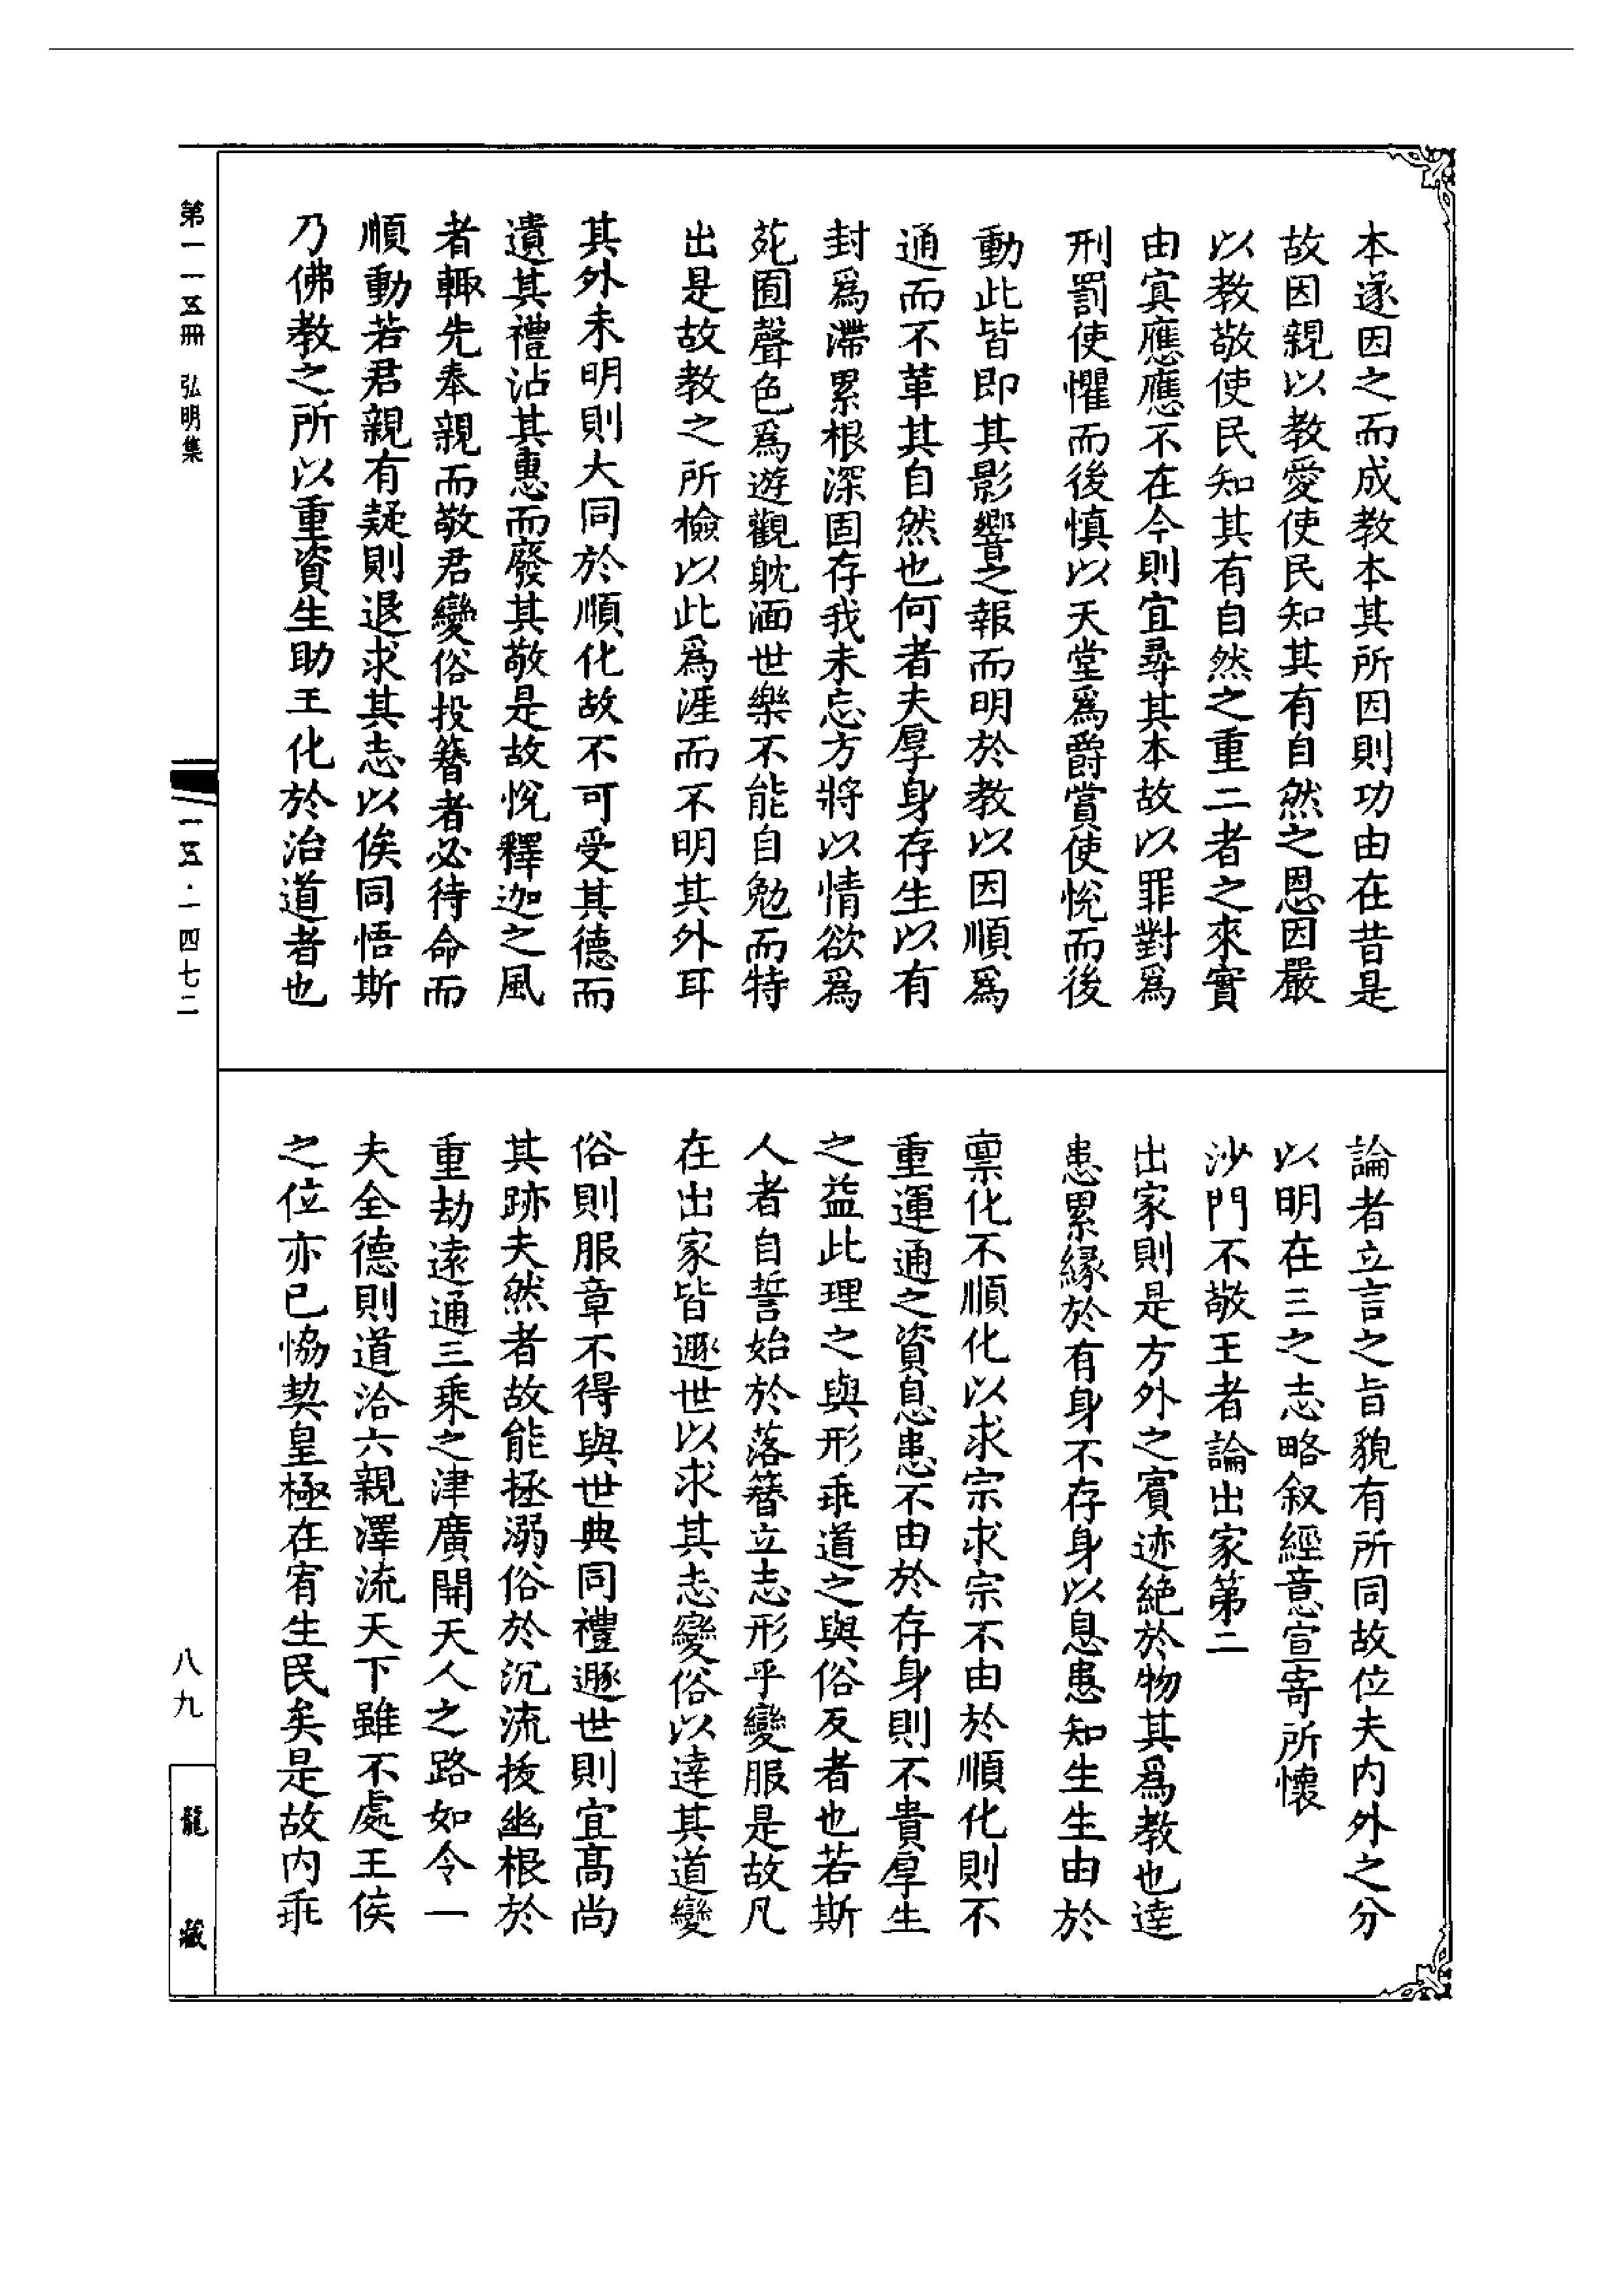 本遂因之而成教本其所因則功由在昔是
故因親以教愛使民知其有自然之恩因嚴
以教敬使民知其有自然之重二者之來實
由寘應應不在今則宜尋其本故以罪對爲
刑罰使懼而後慎以天堂爲爵賞使悅而後
動此皆即其影響之報而明於教以因順爲
通而不革其自然也何者夫厚身存生以有
封爲滯累根深固存我未忘方將以情欲爲
苑囿聲色爲遊觀躭湎世樂不能自勉而特
出是故教之所檢以此爲涯而不明其外耳
其外未明則大同於順化故不可受其德而
遺其禮沾其惠而廢其敬是故悅釋迦之風
者輙先奉親而敬君變俗投簪者必待命而
順動若君親有疑則退求其志以俟同悟斯
乃佛教之所以重資生助王化於治道者也
論者立言之旨貌有所同故位夫内外之分
以明在三之志略叙經意宣寄所懷
沙門不敬王者論出家第二
出家則是方外之賓迹絶於物其爲教也達
患累縁於有身不存身以息患知生生由於
禀化不順化以求宗求宗不由於順化則不
重運通之資息患不由於存身則不貴厚生
之益此理之與形乖道之與俗反者也若斯
人者自誓始於落簪立志形乎變服是故凡
在出家皆遯世以求其志變俗以達其道變
俗則服章不得與世典同禮遯世則宜高尚
其跡夫然者故能拯溺俗於沉流拔幽根於
重劫遠通三乘之津廣開天人之路如令一
夫全德則道洽六親澤流天下雖不處王侯
之位亦已恊契皇極在宥生民矣是故内乖
第一一五冊 弘明集
一五·一四七二
八九
龍藏